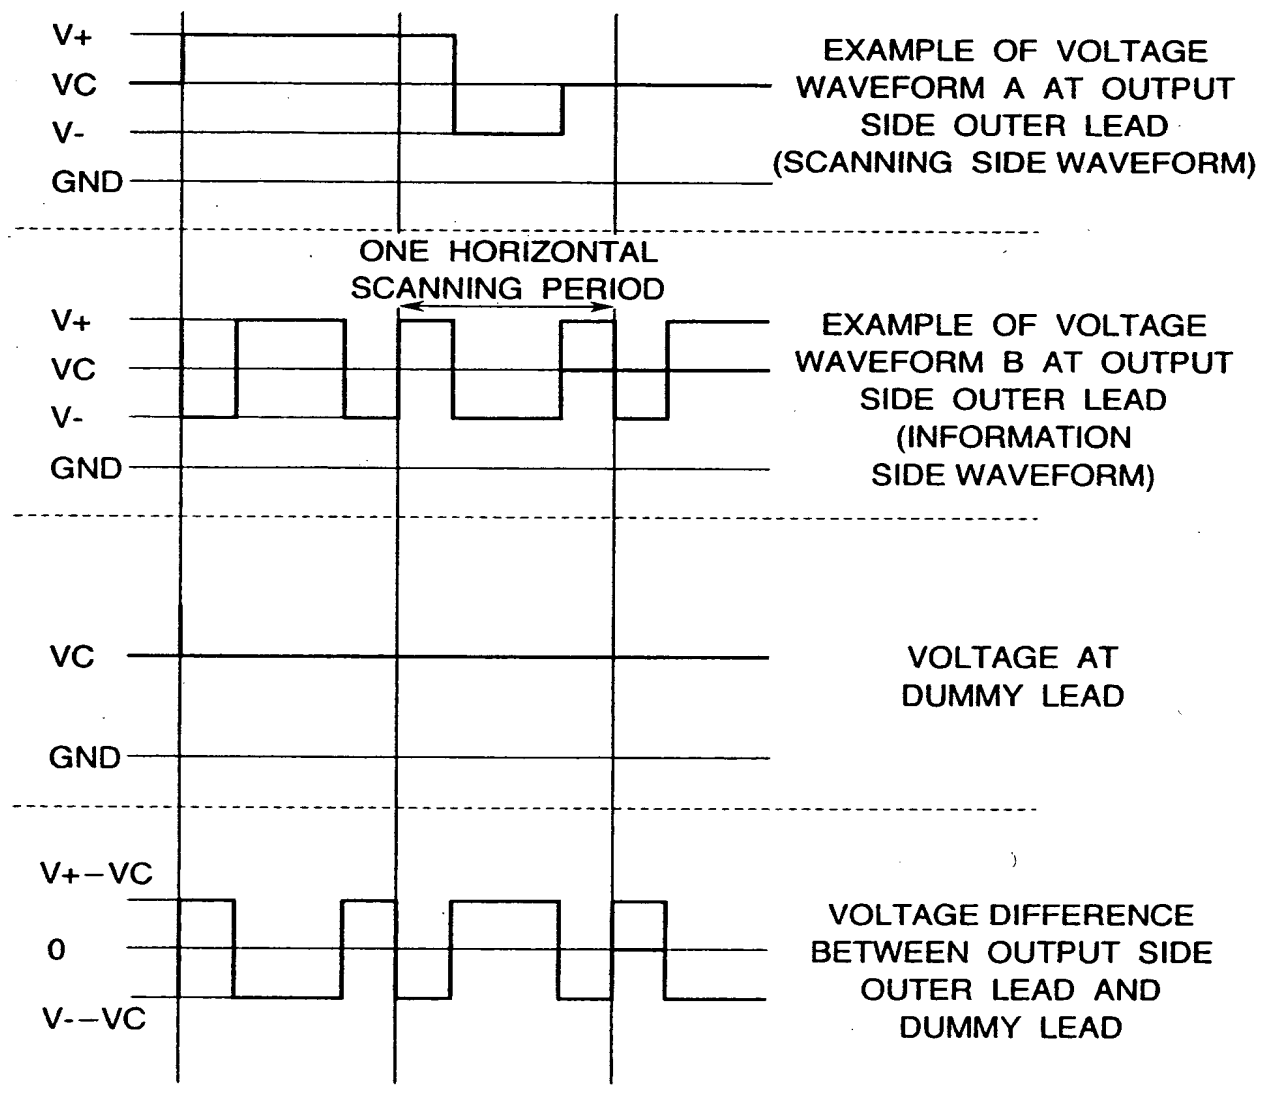 V+
VC
V-
GND
EXAMPLE OF VOLTAGE
WAVEFORM A AT OUTPUT
SIDE OUTER LEAD
(SCANNING SIDE WAVEFORM)
ONE HORIZONTAL
SCANNING PERIOD
V+
VC
V-
GND
EXAMPLE OF VOLTAGE
WAVEFORM B AT OUTPUT
SIDE OUTER LEAD
(INFORMATION
SIDE WAVEFORM)
VC
GND
VOLTAGE AT
DUMMY LEAD
V+−VC
0
V-−VC
VOLTAGE DIFFERENCE
BETWEEN OUTPUT SIDE
OUTER LEAD AND
DUMMY LEAD